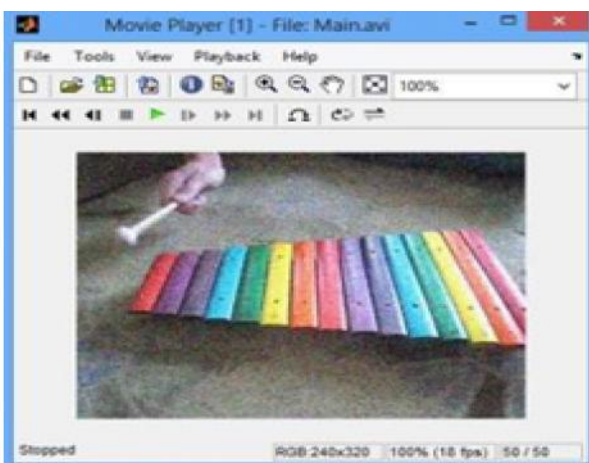 Movie Player [1] - File: Main.avi
File Tools View Playback Help
100%
Stopped RGB:240x320 100% (18 fps) 50 / 50